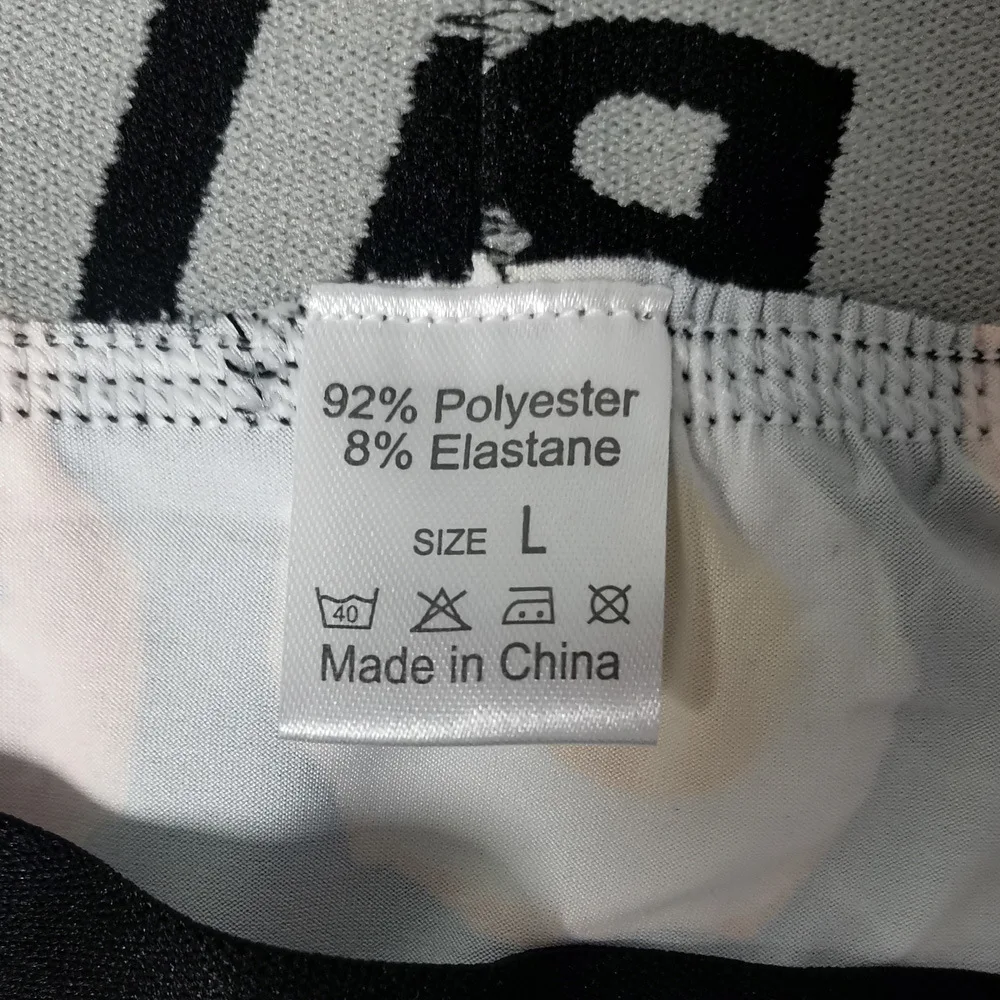 92% Polyester
8% Elastane
SIZE L
40
Made in China